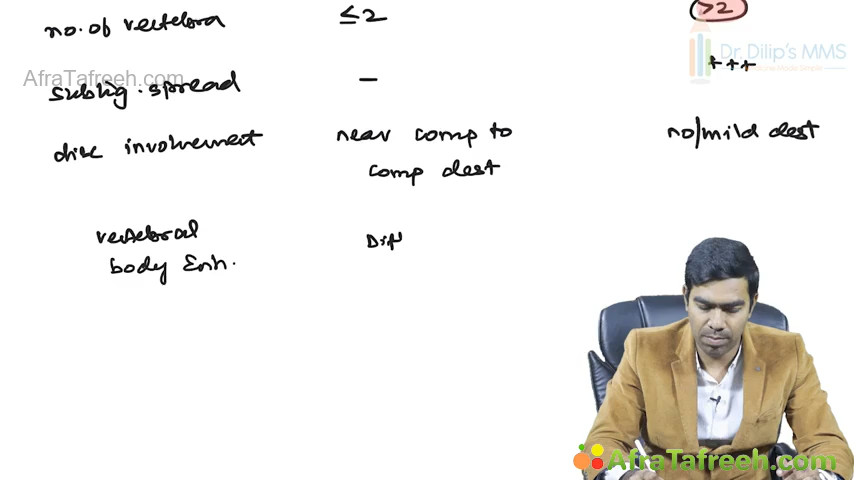 no. of vertebra ≤2 >2
AfraTafreeh.com
Dr. Dilip's MMS
sublig. spread – +++
disc involvement near comp to no/mild dest
comp dest
vertebral Diff
body Enh.
AfraTafreeh.com